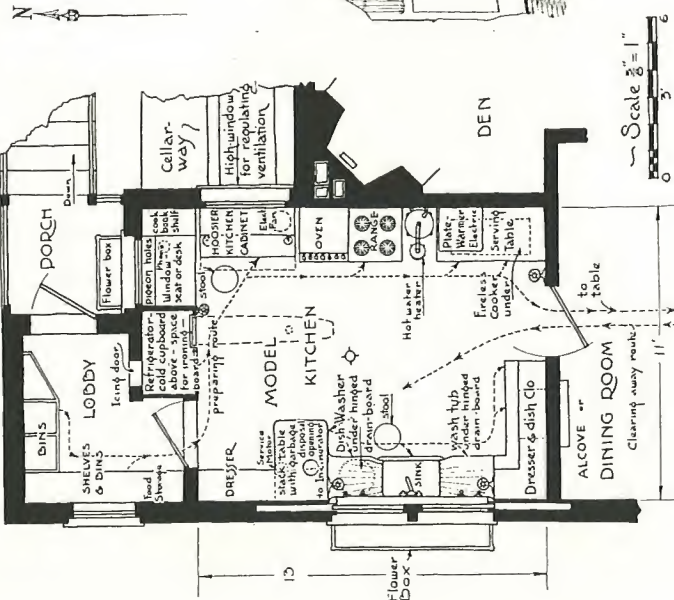 N
PORCH
Down
Flower box
Cellar-
way
High window
for regulating
ventilation
DEN
~ Scale 3/8" = 1"
0 3' 6
BINS
LOBBY
SHELVES
& BINS
Food
Storage
Icing door
Refrigerator-
cold cupboard
above - space
for ironing-
board
pigeon holes
Window
seat or desk
cook
book
shelf
stool
HOOSIER
KITCHEN
CABINET
Elect
Fan
OVEN
RANGE
Hot water
heater
Plate
Warmer
Electric
Serving
Table
Fireless
Cooker
under
preparing route
MODEL
KITCHEN
DRESSER
Service
Motor
stack table
with garbage
disposal
opening
to Incinerator
Dish Washer
under hinged
drain-board
stool
SINK
wash tub
under hinged
drain-board
Dresser & dish Clo
to
table
Clearing away route
ALCOVE or
DINING ROOM
11'
13
Flower
Box